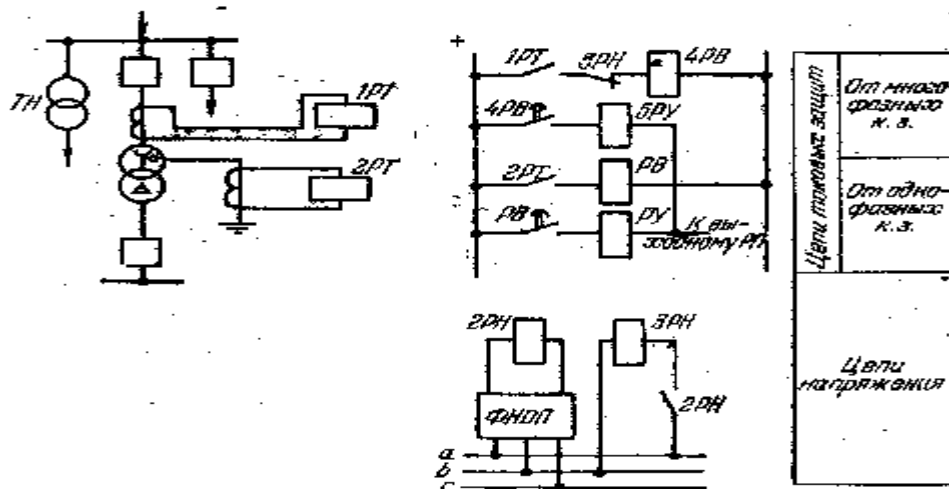 ТН
1РТ
2РТ
+
1РТ
3РН
4РВ
4РВ
5РУ
2РТ
РВ
РВ
РУ
К вы-
ходному РП
Цепи токовых защит
От много-
фазных
к. з.
От одно-
фазных
к. з.
2РН
3РН
ФНОП
2РН
Цепи
напряжения
a
b
c